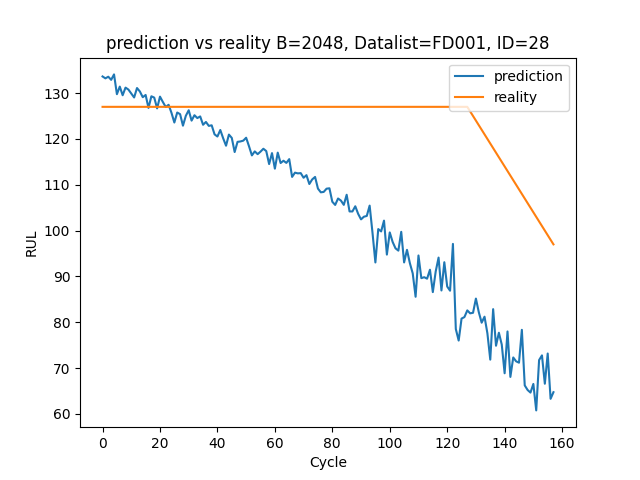 prediction vs reality B=2048, Datalist=FD001, ID=28
prediction
reality
130
120
110
100
90
80
70
60
RUL
0 20 40 60 80 100 120 140 160
Cycle